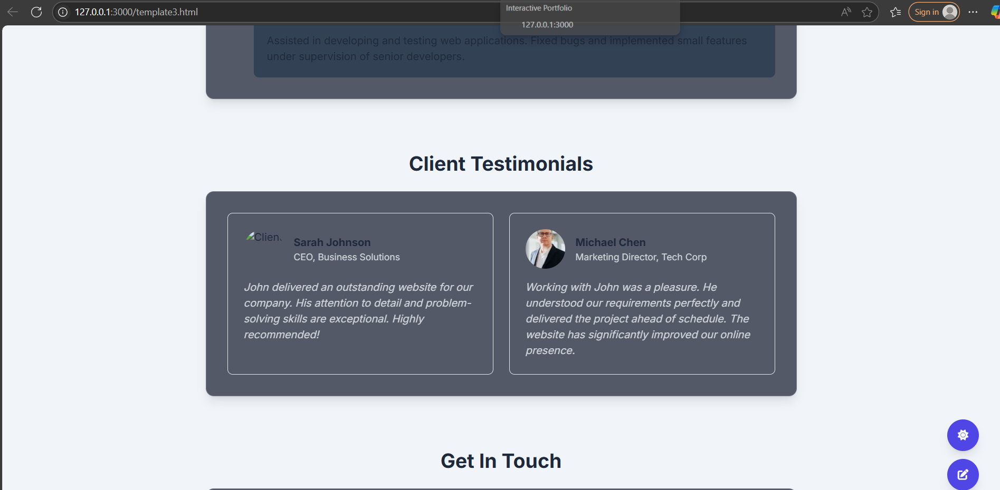 127.0.0.1:3000/template3.html
Interactive Portfolio
127.0.0.1:3000
Sign in
Assisted in developing and testing web applications. Fixed bugs and implemented small features
under supervision of senior developers.
Client Testimonials
Clien
Sarah Johnson
CEO, Business Solutions
John delivered an outstanding website for our
company. His attention to detail and problem-
solving skills are exceptional. Highly
recommended!
Michael Chen
Marketing Director, Tech Corp
Working with John was a pleasure. He
understood our requirements perfectly and
delivered the project ahead of schedule. The
website has significantly improved our online
presence.
Get In Touch